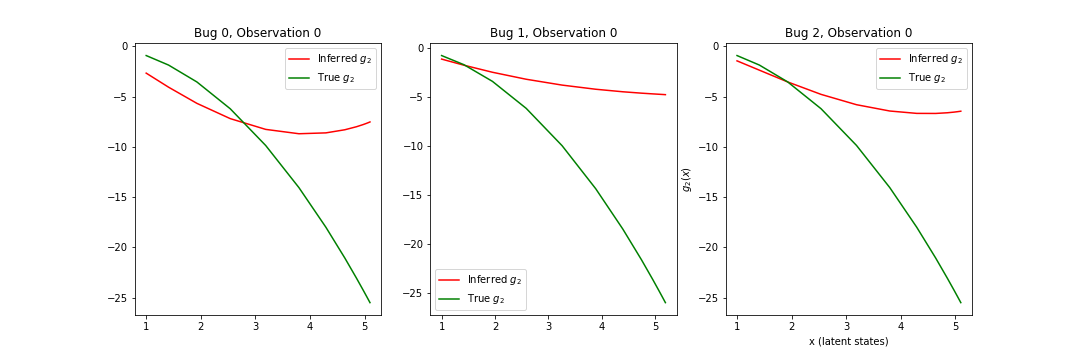 Bug 0, Observation 0
0
−5
−10
−15
−20
−25
1 2 3 4 5
Inferred g₂
True g₂
Bug 1, Observation 0
0
−5
−10
−15
−20
−25
1 2 3 4 5
Inferred g₂
True g₂
Bug 2, Observation 0
g₂(x)
0
−5
−10
−15
−20
−25
1 2 3 4 5
x (latent states)
Inferred g₂
True g₂